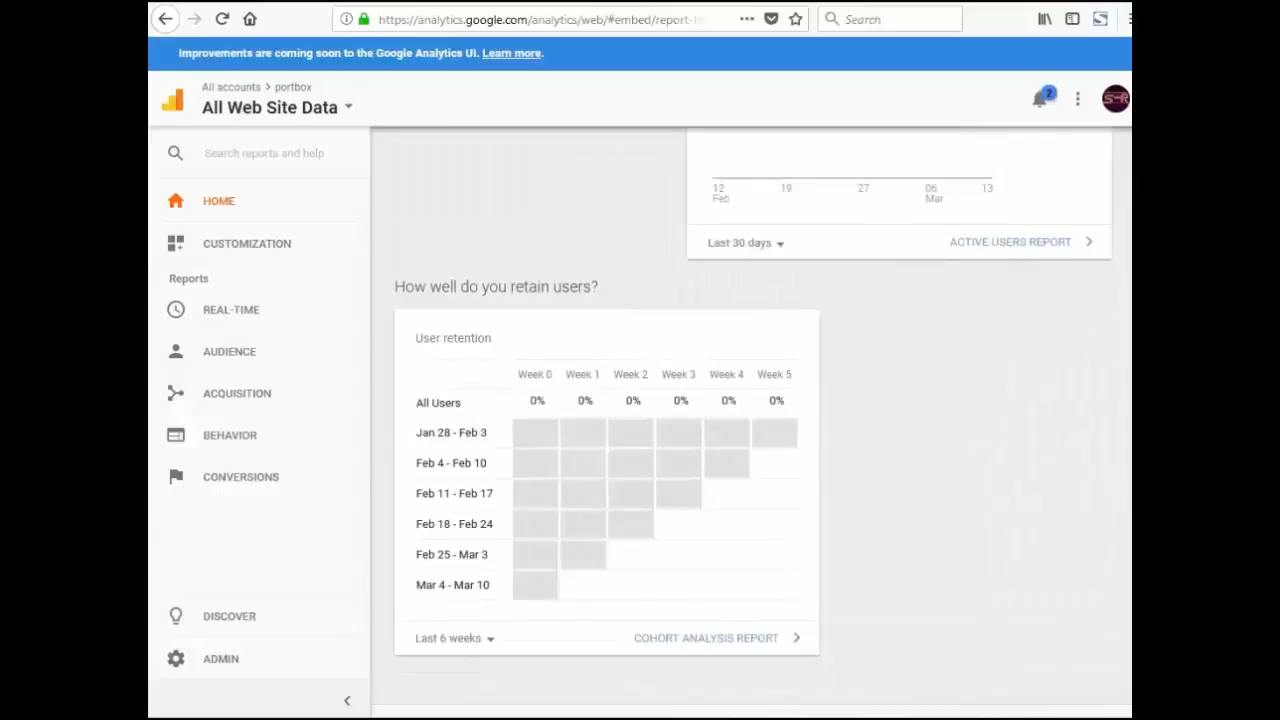 https://analytics.google.com/analytics/web/#embed/report-h
Search
Improvements are coming soon to the Google Analytics UI. Learn more.
All accounts > portbox
All Web Site Data
2
Search reports and help
HOME
CUSTOMIZATION
Reports
REAL-TIME
AUDIENCE
ACQUISITION
BEHAVIOR
CONVERSIONS
DISCOVER
ADMIN
12 19 27 06 13
Feb Mar
Last 30 days ACTIVE USERS REPORT
How well do you retain users?
User retention
Week 0 Week 1 Week 2 Week 3 Week 4 Week 5
All Users 0% 0% 0% 0% 0% 0%
Jan 28 - Feb 3
Feb 4 - Feb 10
Feb 11 - Feb 17
Feb 18 - Feb 24
Feb 25 - Mar 3
Mar 4 - Mar 10
Last 6 weeks COHORT ANALYSIS REPORT